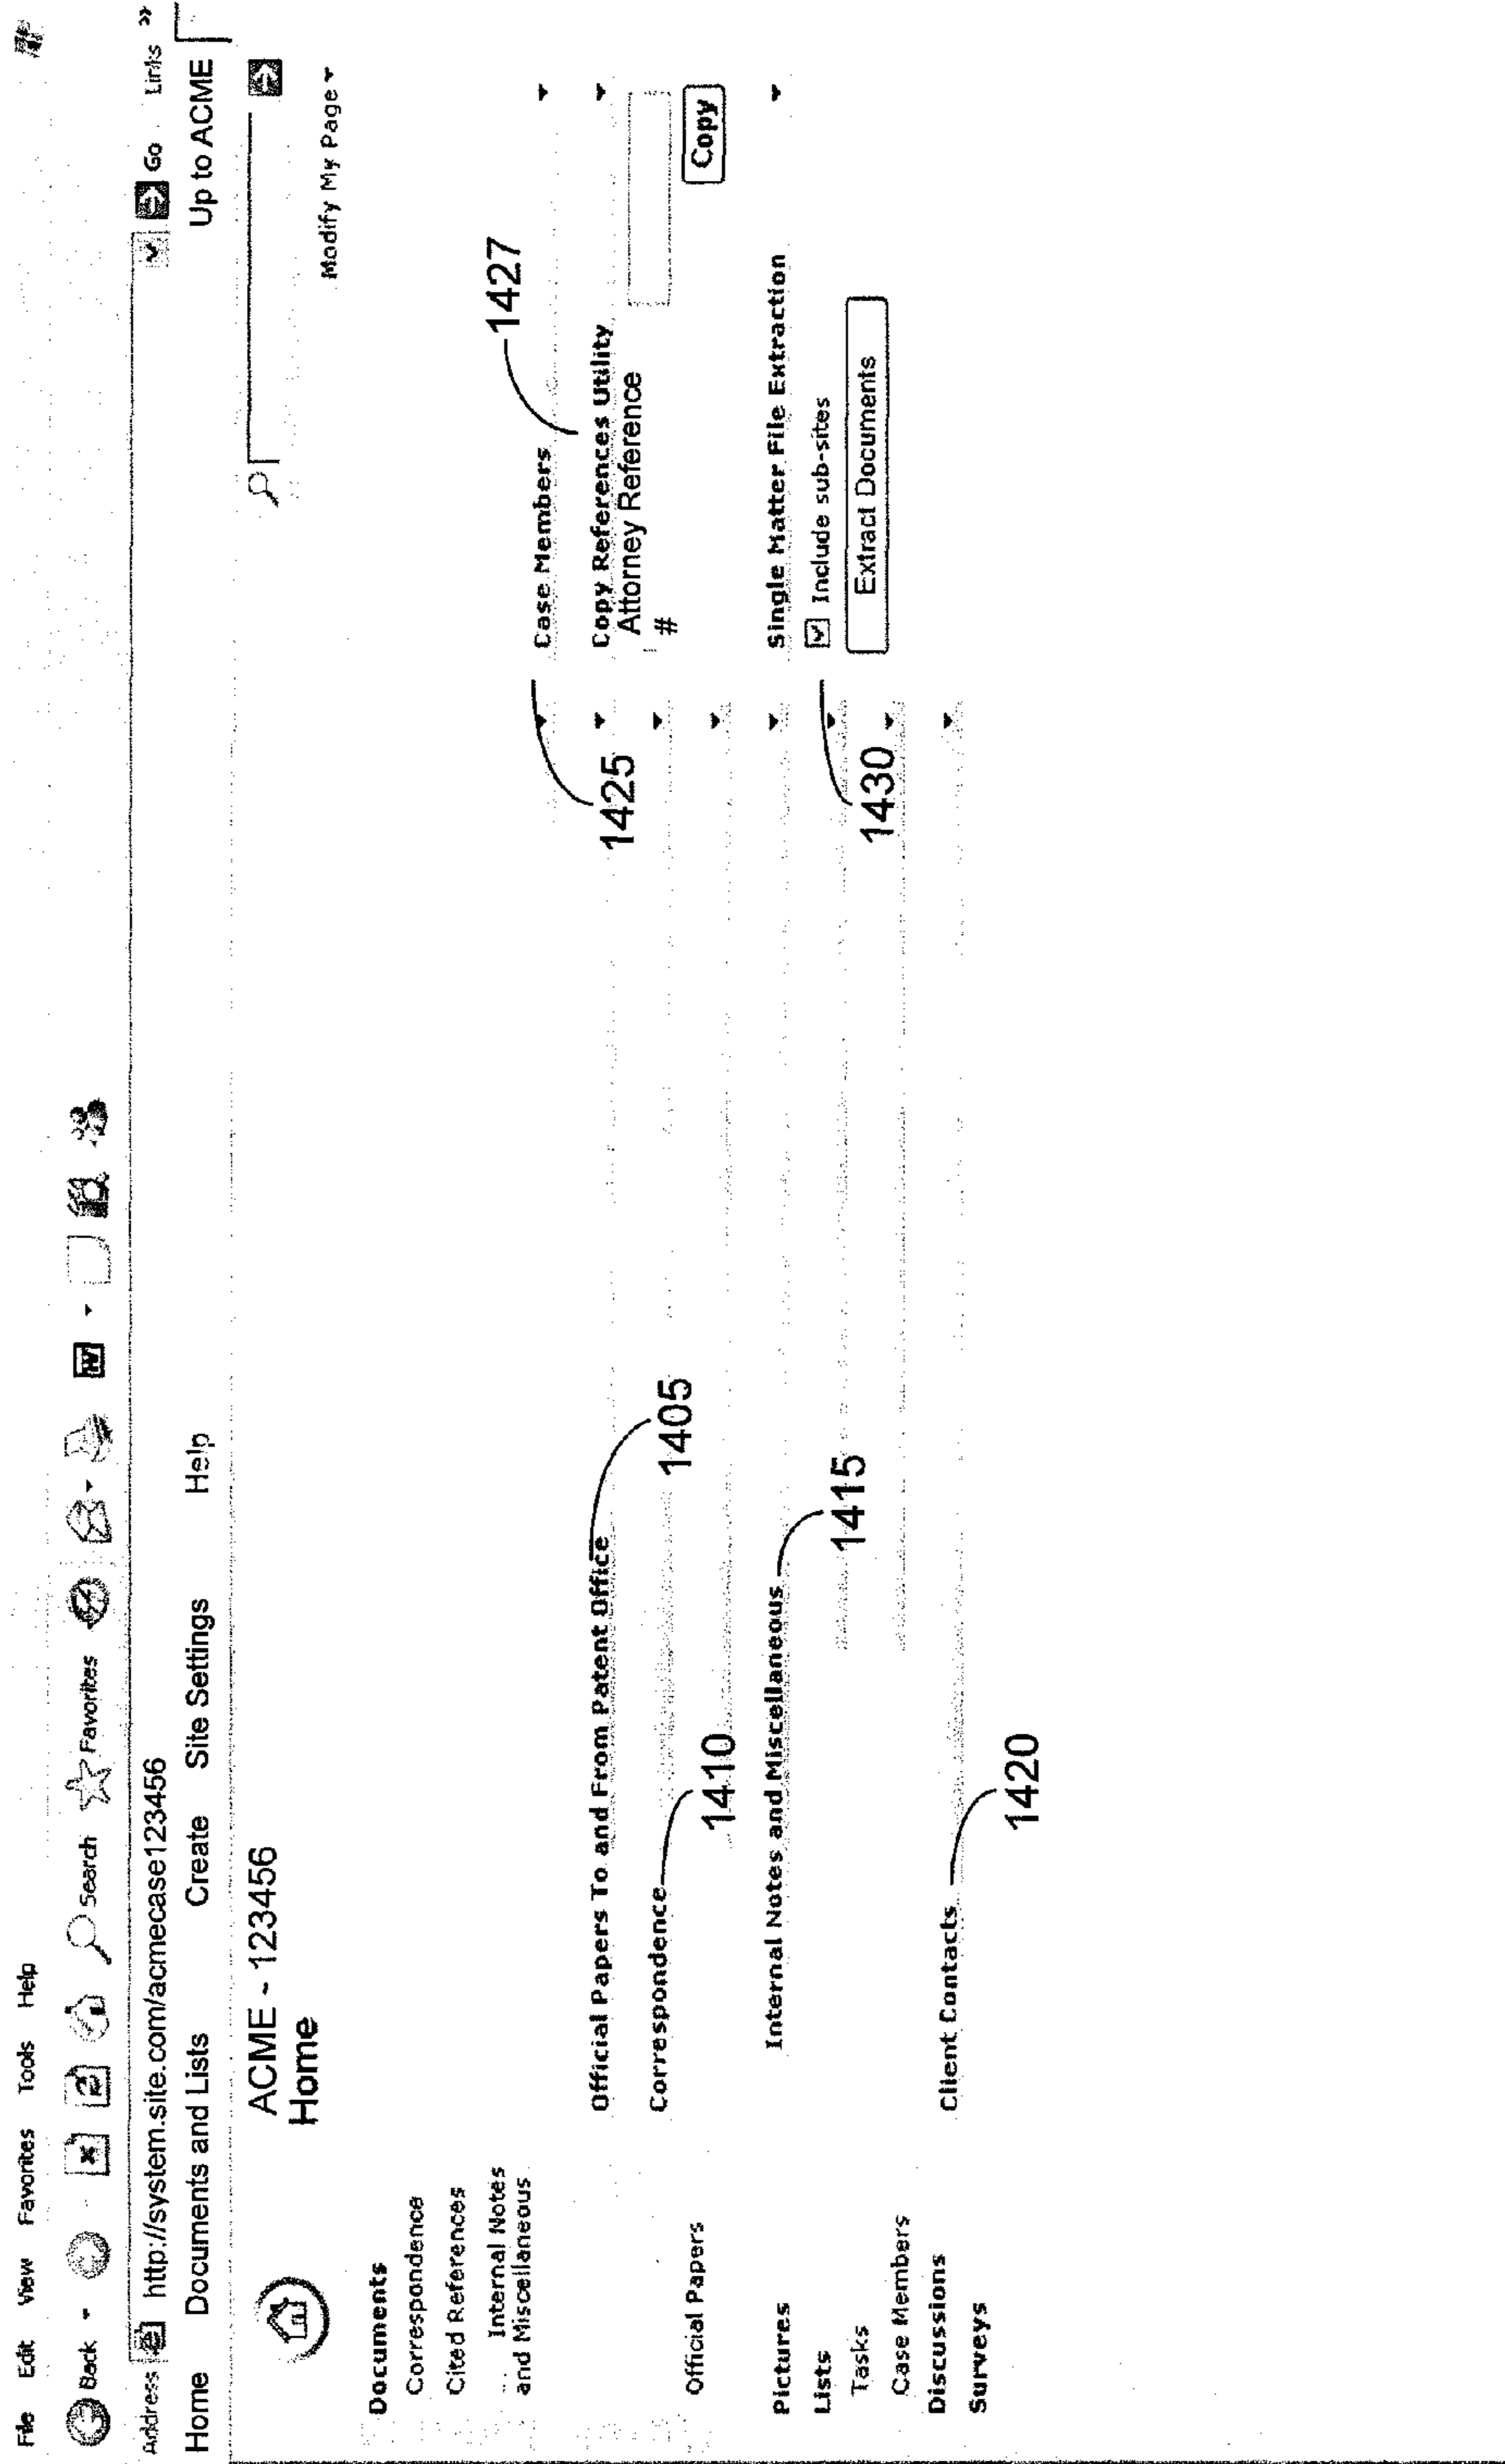 File Edit View Favorites Tools Help
Back Search Favorites
Address http://system.site.com/acmecase123456 Go Links »
Home Documents and Lists Create Site Settings Help Up to ACME
ACME - 123456
Home
Modify My Page
Documents
Correspondence
Cited References
Internal Notes
and Miscellaneous
Official Papers
Pictures
Lists
Tasks
Case Members
Discussions
Surveys
Official Papers To and From Patent Office
1405
Correspondence
1410
Internal Notes and Miscellaneous
1415
Client Contacts
1420
1427
Case Members
1425
Copy References Utility
Attorney Reference
#
Copy
Single Matter File Extraction
Include sub-sites
1430
Extract Documents